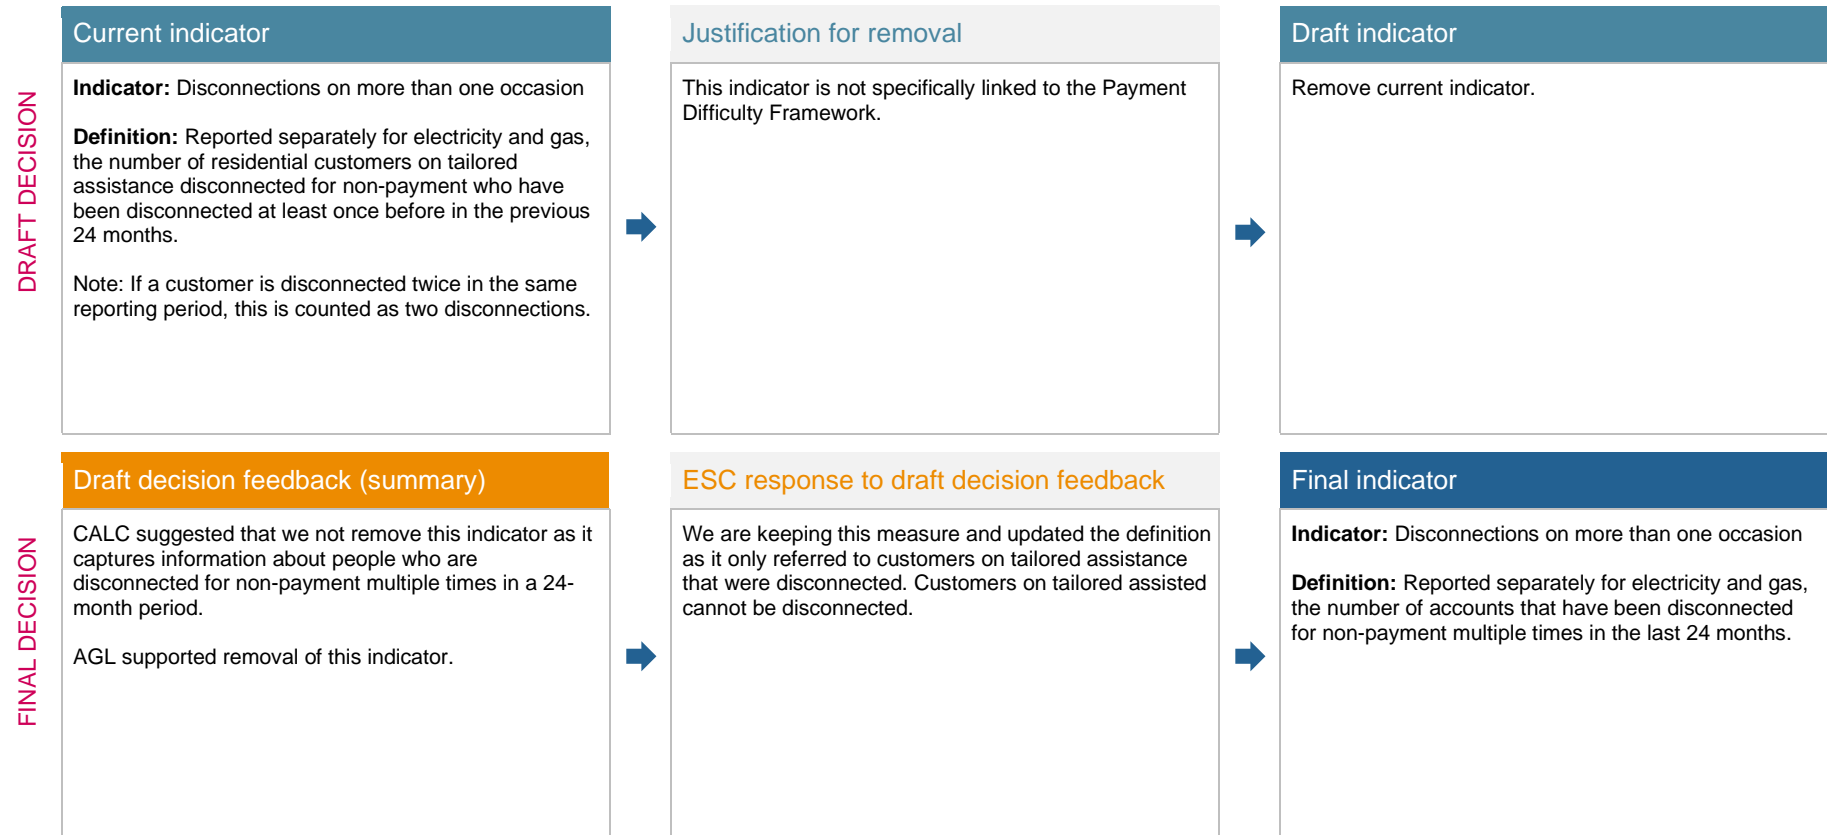 DRAFT DECISION
Current indicator
Indicator: Disconnections on more than one occasion
Definition: Reported separately for electricity and gas,
the number of residential customers on tailored
assistance disconnected for non-payment who have
been disconnected at least once before in the previous
24 months.
Note: If a customer is disconnected twice in the same
reporting period, this is counted as two disconnections.
Justification for removal
This indicator is not specifically linked to the Payment
Difficulty Framework.
Draft indicator
Remove current indicator.
FINAL DECISION
Draft decision feedback (summary)
CALC suggested that we not remove this indicator as it
captures information about people who are
disconnected for non-payment multiple times in a 24-
month period.
AGL supported removal of this indicator.
ESC response to draft decision feedback
We are keeping this measure and updated the definition
as it only referred to customers on tailored assistance
that were disconnected. Customers on tailored assisted
cannot be disconnected.
Final indicator
Indicator: Disconnections on more than one occasion
Definition: Reported separately for electricity and gas,
the number of accounts that have been disconnected
for non-payment multiple times in the last 24 months.